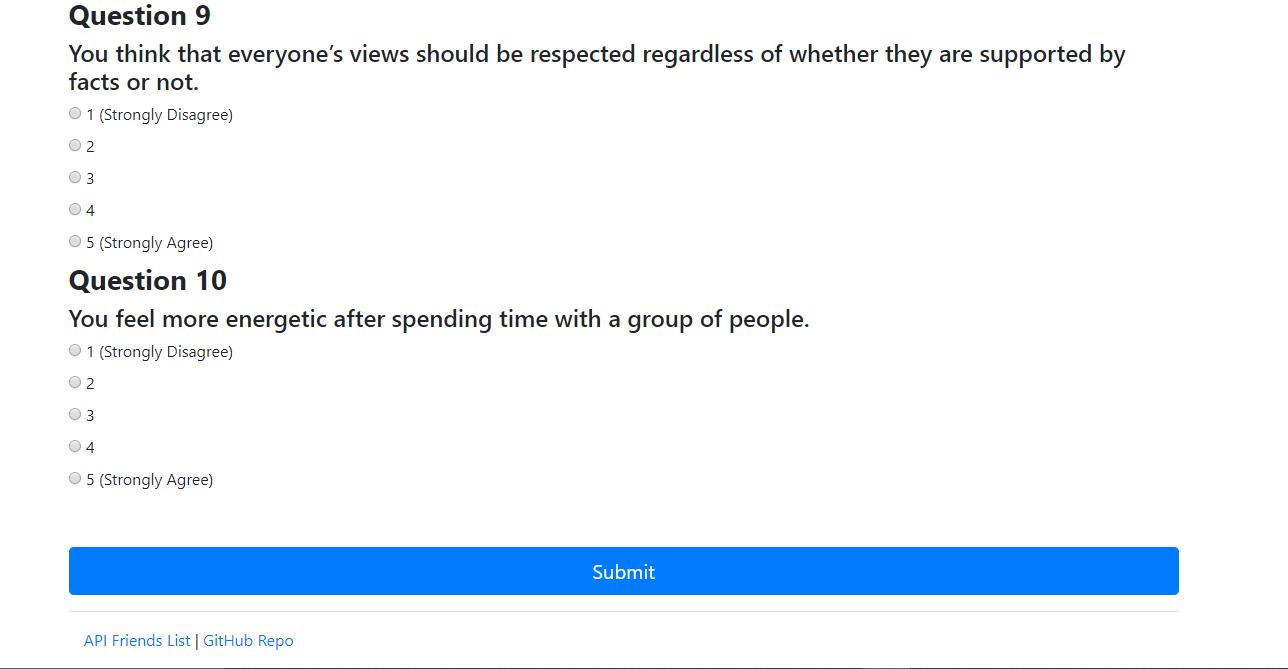 Question 9
You think that everyone’s views should be respected regardless of whether they are supported by
facts or not.
1 (Strongly Disagree)
2
3
4
5 (Strongly Agree)
Question 10
You feel more energetic after spending time with a group of people.
1 (Strongly Disagree)
2
3
4
5 (Strongly Agree)
Submit
API Friends List | GitHub Repo